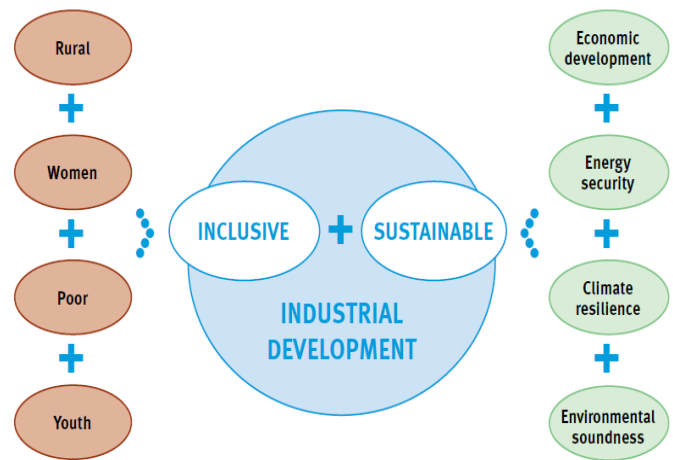 Rural
+
Women
+
Poor
+
Youth
INCLUSIVE + SUSTAINABLE
INDUSTRIAL
DEVELOPMENT
Economic
development
+
Energy
security
+
Climate
resilience
+
Environmental
soundness